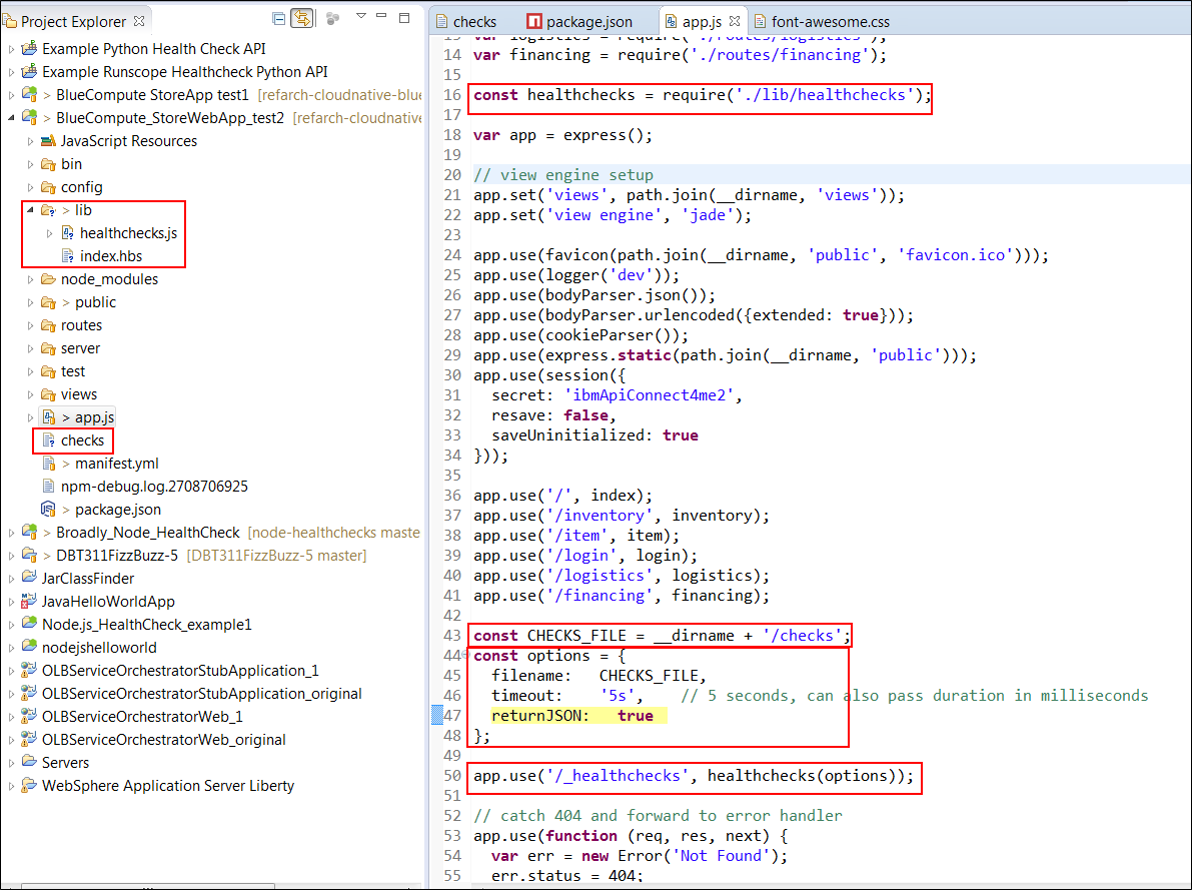 Project Explorer
Example Python Health Check API
Example Runscope Healthcheck Python API
> BlueCompute StoreApp test1 [refarch-cloudnative-blue
> BlueCompute_StoreWebApp_test2 [refarch-cloudnative
JavaScript Resources
bin
config
> lib
healthchecks.js
index.hbs
node_modules
> public
routes
server
test
views
> app.js
checks
> manifest.yml
npm-debug.log.2708706925
> package.json
> Broadly_Node_HealthCheck [node-healthchecks maste
> DBT311FizzBuzz-5 [DBT311FizzBuzz-5 master]
JarClassFinder
JavaHelloWorldApp
Node.js_HealthCheck_example1
nodejshelloworld
OLBServiceOrchestratorStubApplication_1
OLBServiceOrchestratorStubApplication_original
OLBServiceOrchestratorWeb_1
OLBServiceOrchestratorWeb_original
Servers
WebSphere Application Server Liberty
checks package.json app.js font-awesome.css
13 var logistics = require('./routes/logistics');
14 var financing = require('./routes/financing');
15
16 const healthchecks = require('./lib/healthchecks');
17
18 var app = express();
19
20 // view engine setup
21 app.set('views', path.join(__dirname, 'views'));
22 app.set('view engine', 'jade');
23
24 app.use(favicon(path.join(__dirname, 'public', 'favicon.ico')));
25 app.use(logger('dev'));
26 app.use(bodyParser.json());
27 app.use(bodyParser.urlencoded({extended: true}));
28 app.use(cookieParser());
29 app.use(express.static(path.join(__dirname, 'public')));
30 app.use(session({
31 secret: 'ibmApiConnect4me2',
32 resave: false,
33 saveUninitialized: true
34 }));
35
36 app.use('/', index);
37 app.use('/inventory', inventory);
38 app.use('/item', item);
39 app.use('/login', login);
40 app.use('/logistics', logistics);
41 app.use('/financing', financing);
42
43 const CHECKS_FILE = __dirname + '/checks';
44 const options = {
45 filename: CHECKS_FILE,
46 timeout: '5s', // 5 seconds, can also pass duration in milliseconds
47 returnJSON: true
48 };
49
50 app.use('/_healthchecks', healthchecks(options));
51
52 // catch 404 and forward to error handler
53 app.use(function (req, res, next) {
54 var err = new Error('Not Found');
55 err.status = 404;